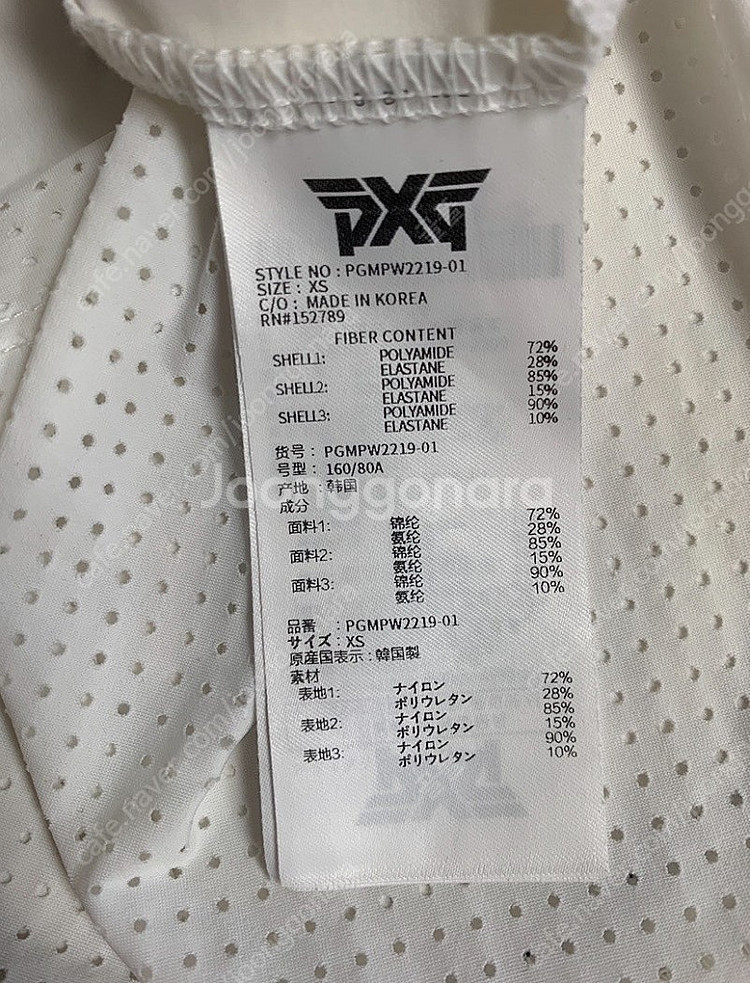 PXG
STYLE NO : PGMPW2219-01
SIZE : XS
C/O : MADE IN KOREA
RN#152789
FIBER CONTENT
SHELL1: POLYAMIDE 72%
ELASTANE 28%
SHELL2: POLYAMIDE 85%
ELASTANE 15%
SHELL3: POLYAMIDE 90%
ELASTANE 10%
货号 : PGMPW2219-01
号型 : 160/80A
产地 : 韩国
成分
面料1: 锦纶 72%
氨纶 28%
面料2: 锦纶 85%
氨纶 15%
面料3: 锦纶 90%
氨纶 10%
品番 : PGMPW2219-01
サイズ : XS
原産国表示 : 韓国製
素材
表地1: ナイロン 72%
ポリウレタン 28%
表地2: ナイロン 85%
ポリウレタン 15%
表地3: ナイロン 90%
ポリウレタン 10%
Joonggonara
cafe.naver.com/joonggonara